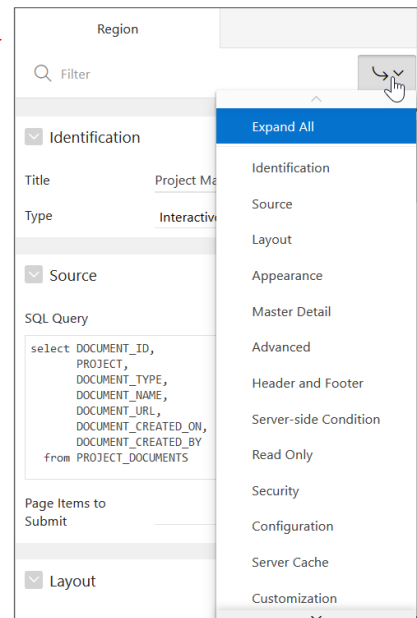 Region
Filter
Expand All
Identification
Identification
Title Project Ma
Source
Type Interactive
Layout
Source
Appearance
SQL Query
Master Detail
select DOCUMENT_ID,
PROJECT,
DOCUMENT_TYPE,
DOCUMENT_NAME,
DOCUMENT_URL,
DOCUMENT_CREATED_ON,
DOCUMENT_CREATED_BY
from PROJECT_DOCUMENTS
Advanced
Header and Footer
Server-side Condition
Read Only
Security
Page Items to
Submit
Configuration
Server Cache
Layout
Customization